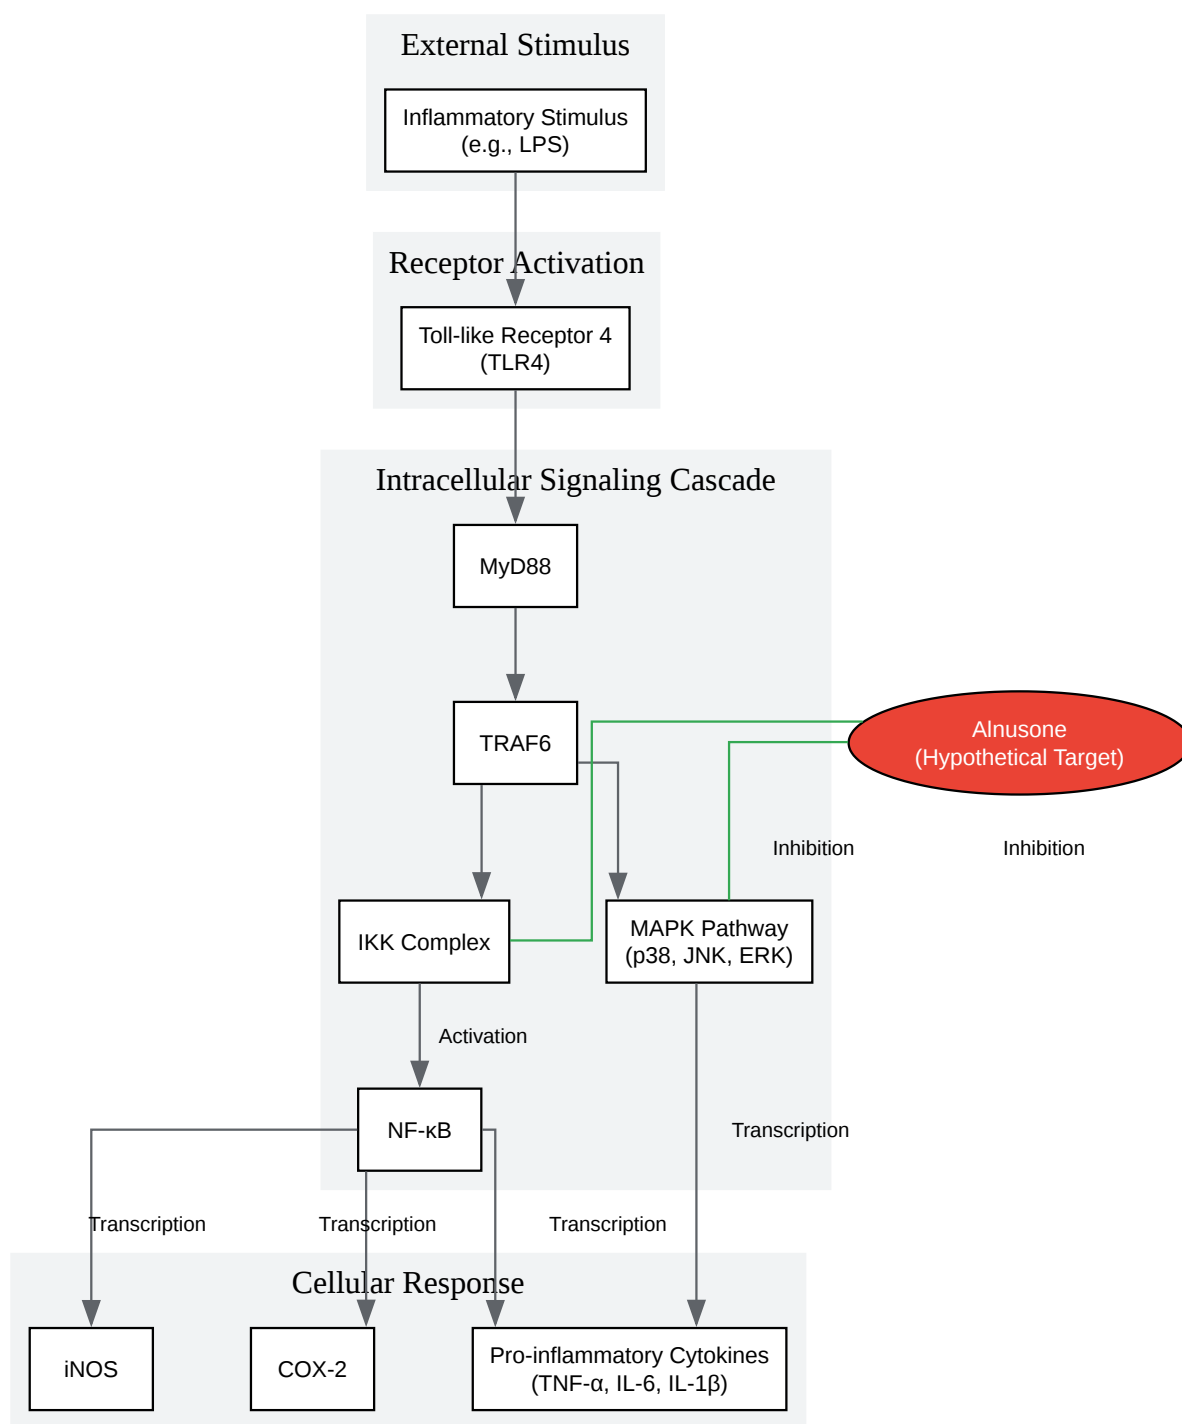 External Stimulus
Inflammatory Stimulus
(e.g., LPS)
Receptor Activation
Toll-like Receptor 4
(TLR4)
Intracellular Signaling Cascade
MyD88
TRAF6
Alnusone
(Hypothetical Target)
Inhibition
Inhibition
IKK Complex
MAPK Pathway
(p38, JNK, ERK)
Activation
NF-κB
Transcription
Transcription
Transcription
Transcription
Cellular Response
iNOS
COX-2
Pro-inflammatory Cytokines
(TNF-α, IL-6, IL-1β)